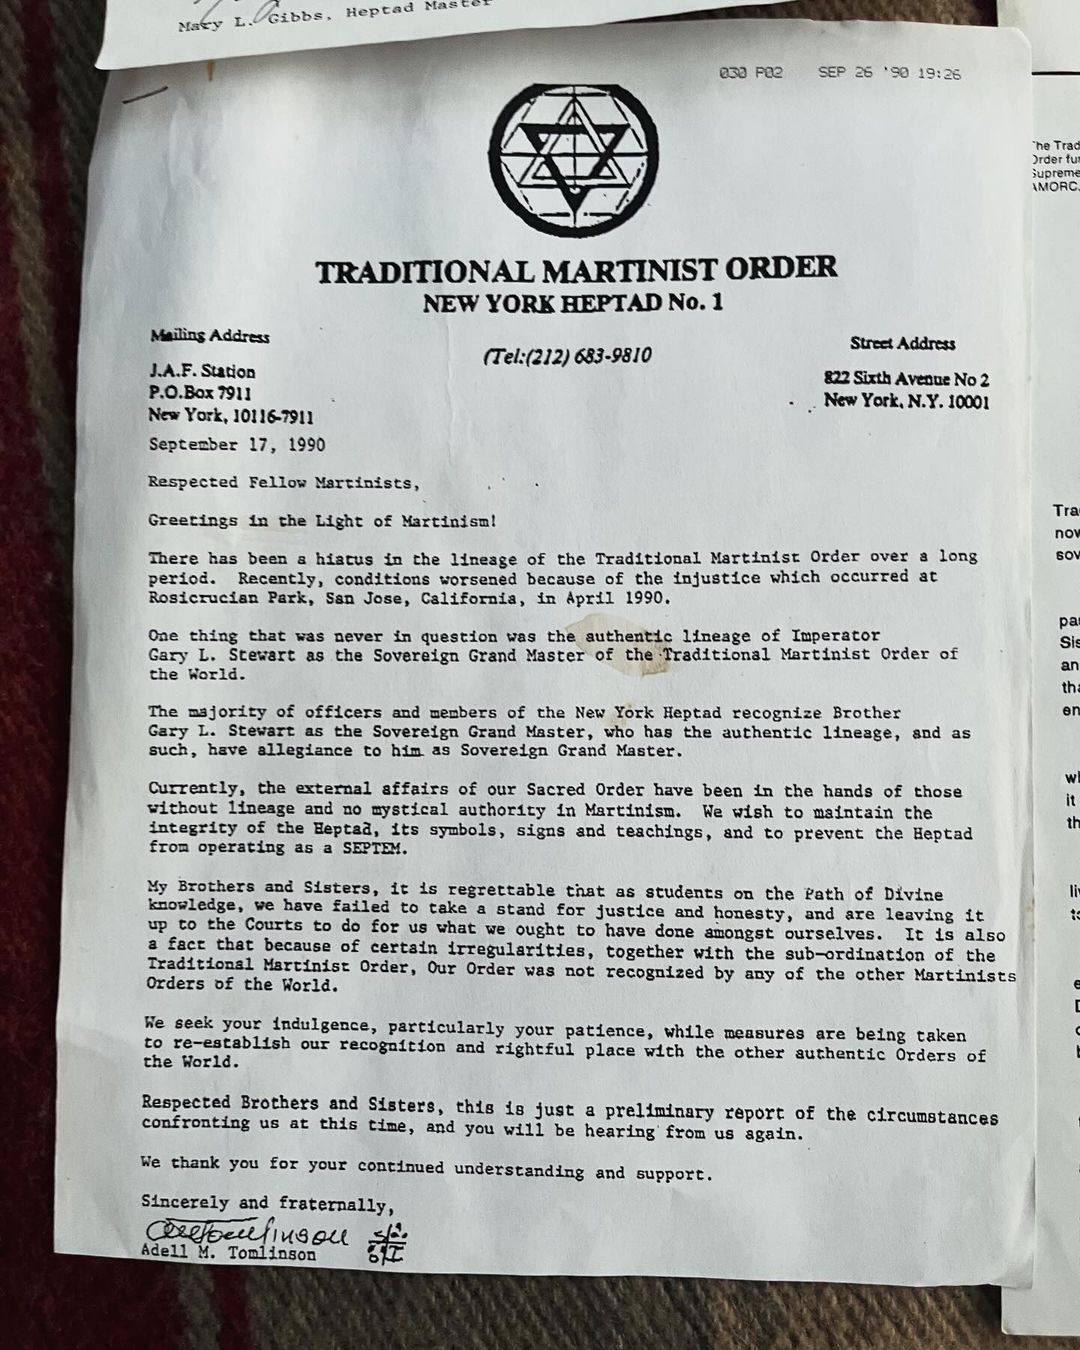 Mary L. Gibbs, Heptad Master
030 P02 SEP 26 '90 19:26
TRADITIONAL MARTINIST ORDER
NEW YORK HEPTAD No. 1
Mailing Address
J.A.F. Station
P.O.Box 7911
New York, 10116-7911
(Tel:(212) 683-9810
Street Address
822 Sixth Avenue No 2
New York, N.Y. 10001
September 17, 1990
Respected Fellow Martinists,
Greetings in the Light of Martinism!
There has been a hiatus in the lineage of the Traditional Martinist Order over a long
period. Recently, conditions worsened because of the injustice which occurred at
Rosicrucian Park, San Jose, California, in April 1990.
One thing that was never in question was the authentic lineage of Imperator
Gary L. Stewart as the Sovereign Grand Master of the Traditional Martinist Order of
the World.
The majority of officers and members of the New York Heptad recognize Brother
Gary L. Stewart as the Sovereign Grand Master, who has the authentic lineage, and as
such, have allegiance to him as Sovereign Grand Master.
Currently, the external affairs of our Sacred Order have been in the hands of those
without lineage and no mystical authority in Martinism. We wish to maintain the
integrity of the Heptad, its symbols, signs and teachings, and to prevent the Heptad
from operating as a SEPTEM.
My Brothers and Sisters, it is regrettable that as students on the Path of Divine
knowledge, we have failed to take a stand for justice and honesty, and are leaving it
up to the Courts to do for us what we ought to have done amongst ourselves. It is also
a fact that because of certain irregularities, together with the sub-ordination of the
Traditional Martinist Order, Our Order was not recognized by any of the other Martinists
Orders of the World.
We seek your indulgence, particularly your patience, while measures are being taken
to re-establish our recognition and rightful place with the other authentic Orders of
the World.
Respected Brothers and Sisters, this is just a preliminary report of the circumstances
confronting us at this time, and you will be hearing from us again.
We thank you for your continued understanding and support.
Sincerely and fraternally,
Adell M. Tomlinson
he Trad
Order fu
Supreme
AMORC.
Tra
now
sov
pa
Sis
an
tha
en
wh
it
th